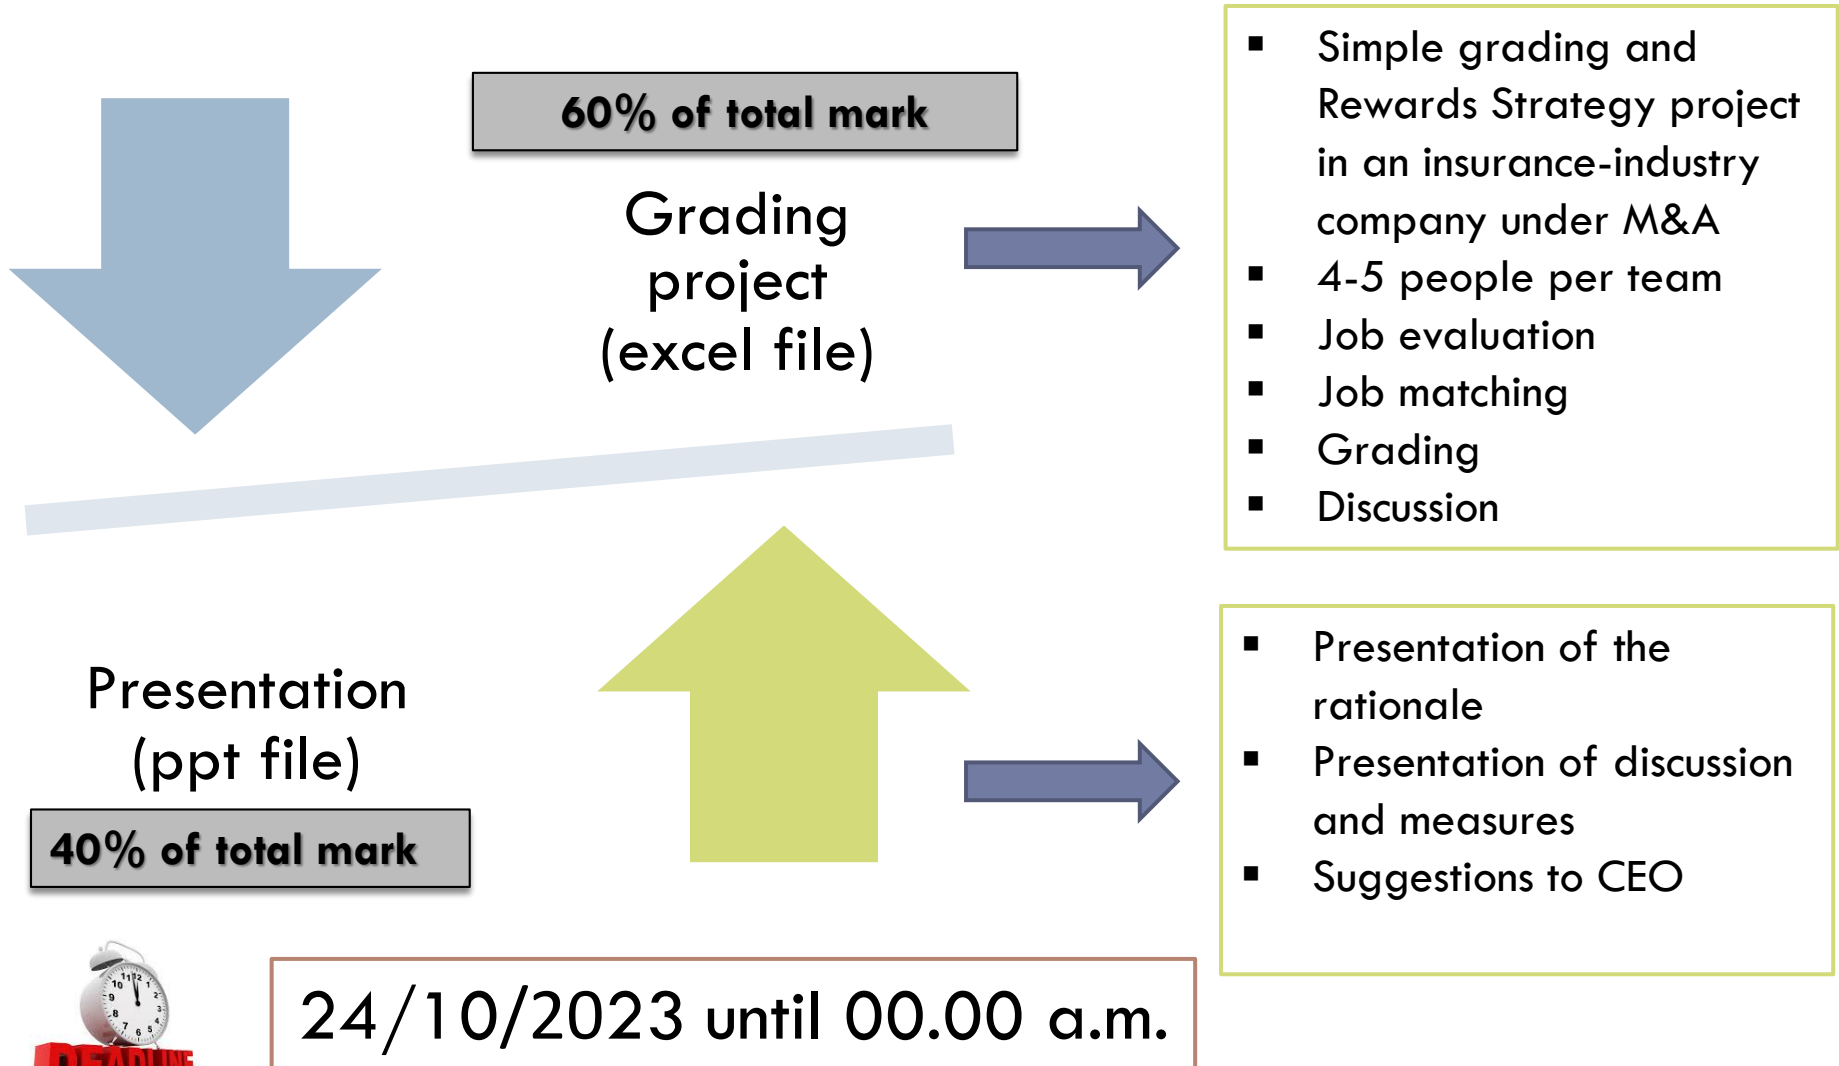 60% of total mark
Grading
project
(excel file)
▪ Simple grading and
Rewards Strategy project
in an insurance-industry
company under M&A
▪ 4-5 people per team
▪ Job evaluation
▪ Job matching
▪ Grading
▪ Discussion
Presentation
(ppt file)
40% of total mark
▪ Presentation of the
rationale
▪ Presentation of discussion
and measures
▪ Suggestions to CEO
DEADLINE
24/10/2023 until 00.00 a.m.